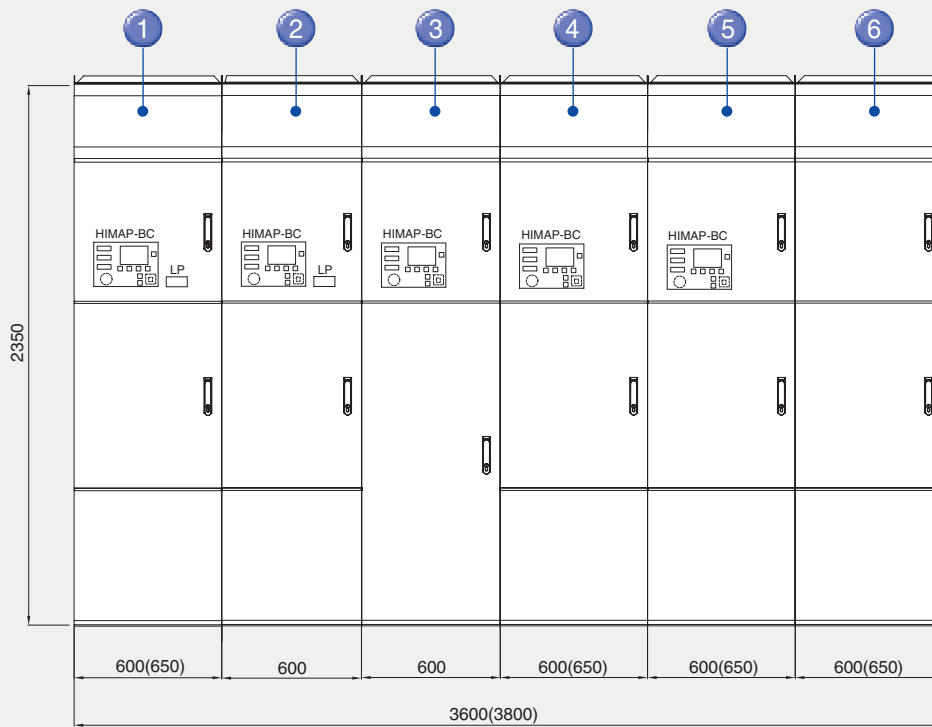 1 2 3 4 5 6
HIMAP-BC HIMAP-BC HIMAP-BC HIMAP-BC HIMAP-BC
LP LP
2350
600(650) 600 600 600(650) 600(650) 600(650)
3600(3800)